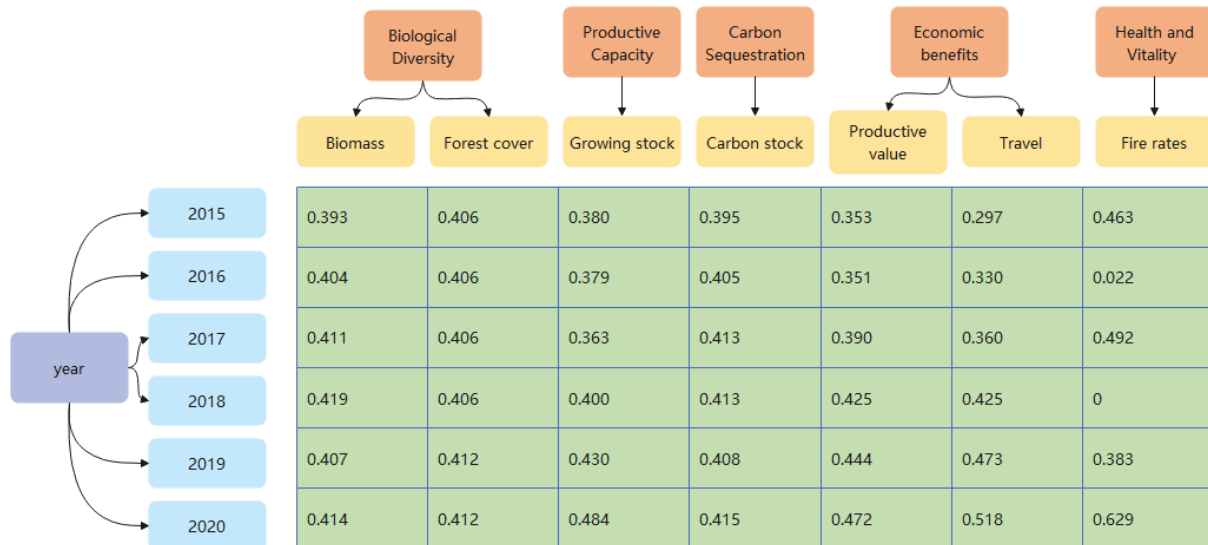 Biological
Diversity
Productive
Capacity
Carbon
Sequestration
Economic
benefits
Health and
Vitality
Biomass
Forest cover
Growing stock
Carbon stock
Productive
value
Travel
Fire rates
year
2015 0.393 0.406 0.380 0.395 0.353 0.297 0.463
2016 0.404 0.406 0.379 0.405 0.351 0.330 0.022
2017 0.411 0.406 0.363 0.413 0.390 0.360 0.492
2018 0.419 0.406 0.400 0.413 0.425 0.425 0
2019 0.407 0.412 0.430 0.408 0.444 0.473 0.383
2020 0.414 0.412 0.484 0.415 0.472 0.518 0.629